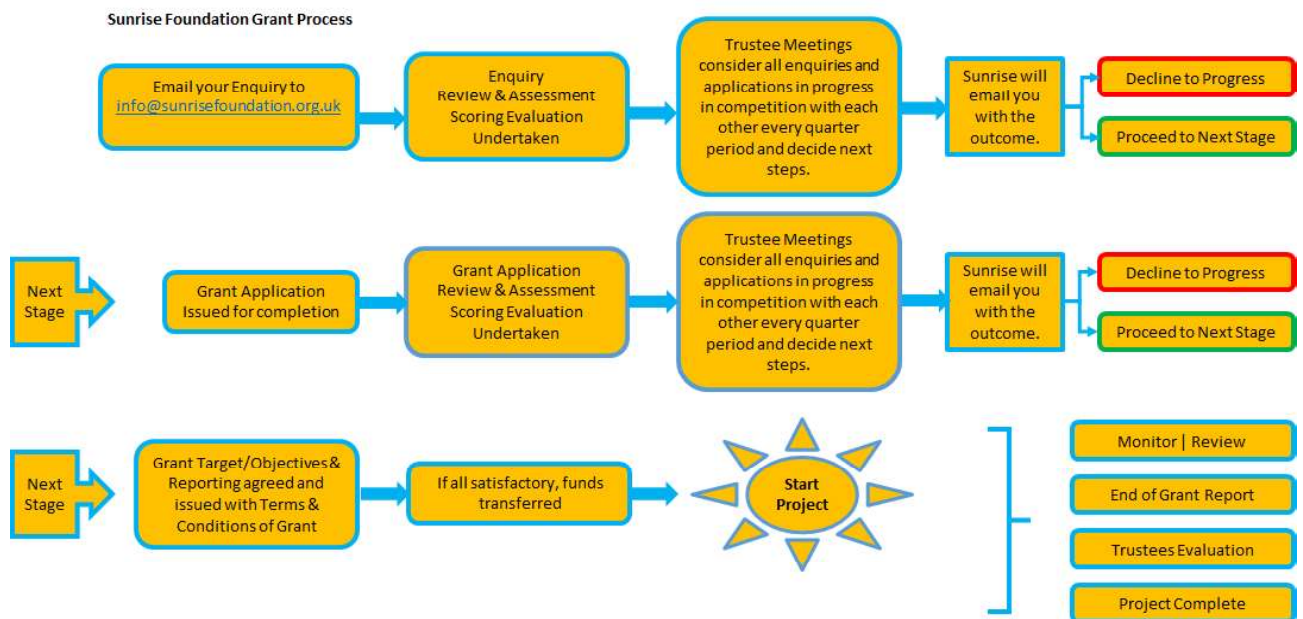 Sunrise Foundation Grant Process
Email your Enquiry to
info@sunrisefoundation.org.uk
Enquiry
Review & Assessment
Scoring Evaluation
Undertaken
Trustee Meetings
consider all enquiries and
applications in progress
in competition with each
other every quarter
period and decide next
steps.
Sunrise will
email you
with the
outcome.
Decline to Progress
Proceed to Next Stage
Next
Stage
Grant Application
Issued for completion
Grant Application
Review & Assessment
Scoring Evaluation
Undertaken
Trustee Meetings
consider all enquiries and
applications in progress
in competition with each
other every quarter
period and decide next
steps.
Sunrise will
email you
with the
outcome.
Decline to Progress
Proceed to Next Stage
Next
Stage
Grant Target/Objectives &
Reporting agreed and
issued with Terms &
Conditions of Grant
If all satisfactory, funds
transferred
Start
Project
Monitor | Review
End of Grant Report
Trustees Evaluation
Project Complete